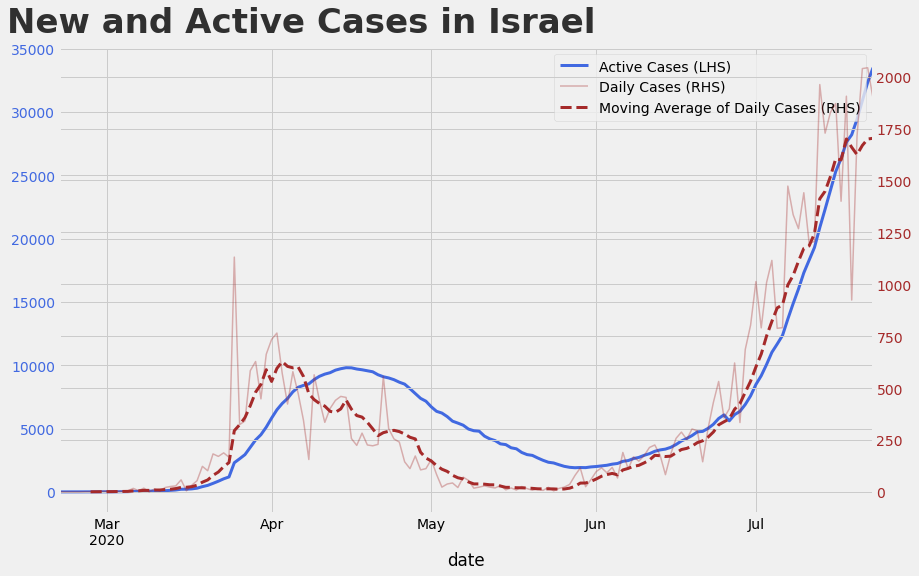 New and Active Cases in Israel
35000
30000
25000
20000
15000
10000
5000
0
Active Cases (LHS)
Daily Cases (RHS)
Moving Average of Daily Cases (RHS)
2000
1750
1500
1250
1000
750
500
250
0
Mar
2020
Apr
May
Jun
Jul
date